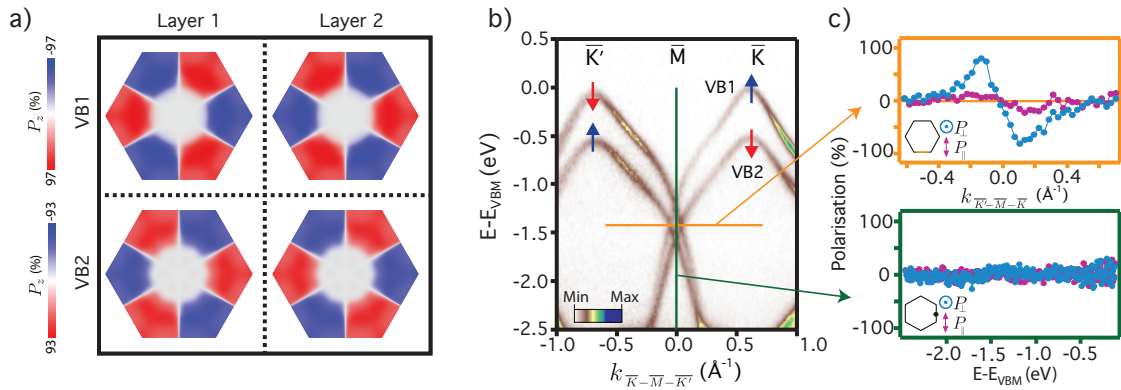 a)
Layer 1
Layer 2
-97
P_z (%)
97
VB1
-93
P_z (%)
93
VB2
b)
0.5
0.0
-0.5
-1.0
-1.5
-2.0
-2.5
E-E_VBM (eV)
K̅′
M̅
K̅
VB1
VB2
Min
Max
-1.0
-0.5
0.0
0.5
1.0
k_K̅−M̅−K̅′ (Å⁻¹)
c)
100
0
-100
P_⊥
P_∥
-0.4
0.0
0.4
k_K̅′−M̅−K̅ (Å⁻¹)
Polarisation (%)
100
0
-100
P_⊥
P_∥
-2.0
-1.5
-1.0
-0.5
E-E_VBM (eV)